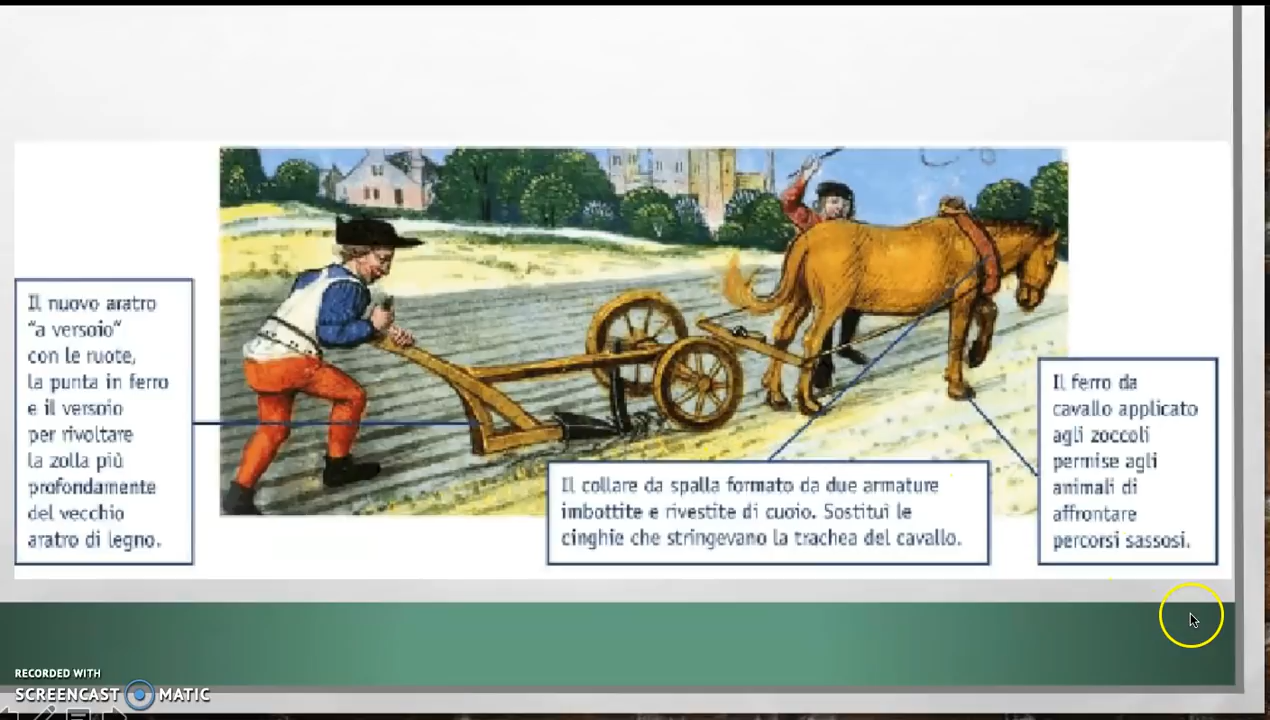 Il nuovo aratro
“a versoio”
con le ruote,
la punta in ferro
e il versoio
per rivoltare
la zolla più
profondamente
del vecchio
aratro di legno.
Il collare da spalla formato da due armature
imbottite e rivestite di cuoio. Sostituì le
cinghie che stringevano la trachea del cavallo.
Il ferro da
cavallo applicato
agli zoccoli
permise agli
animali di
affrontare
percorsi sassosi.
RECORDED WITH
SCREENCAST MATIC